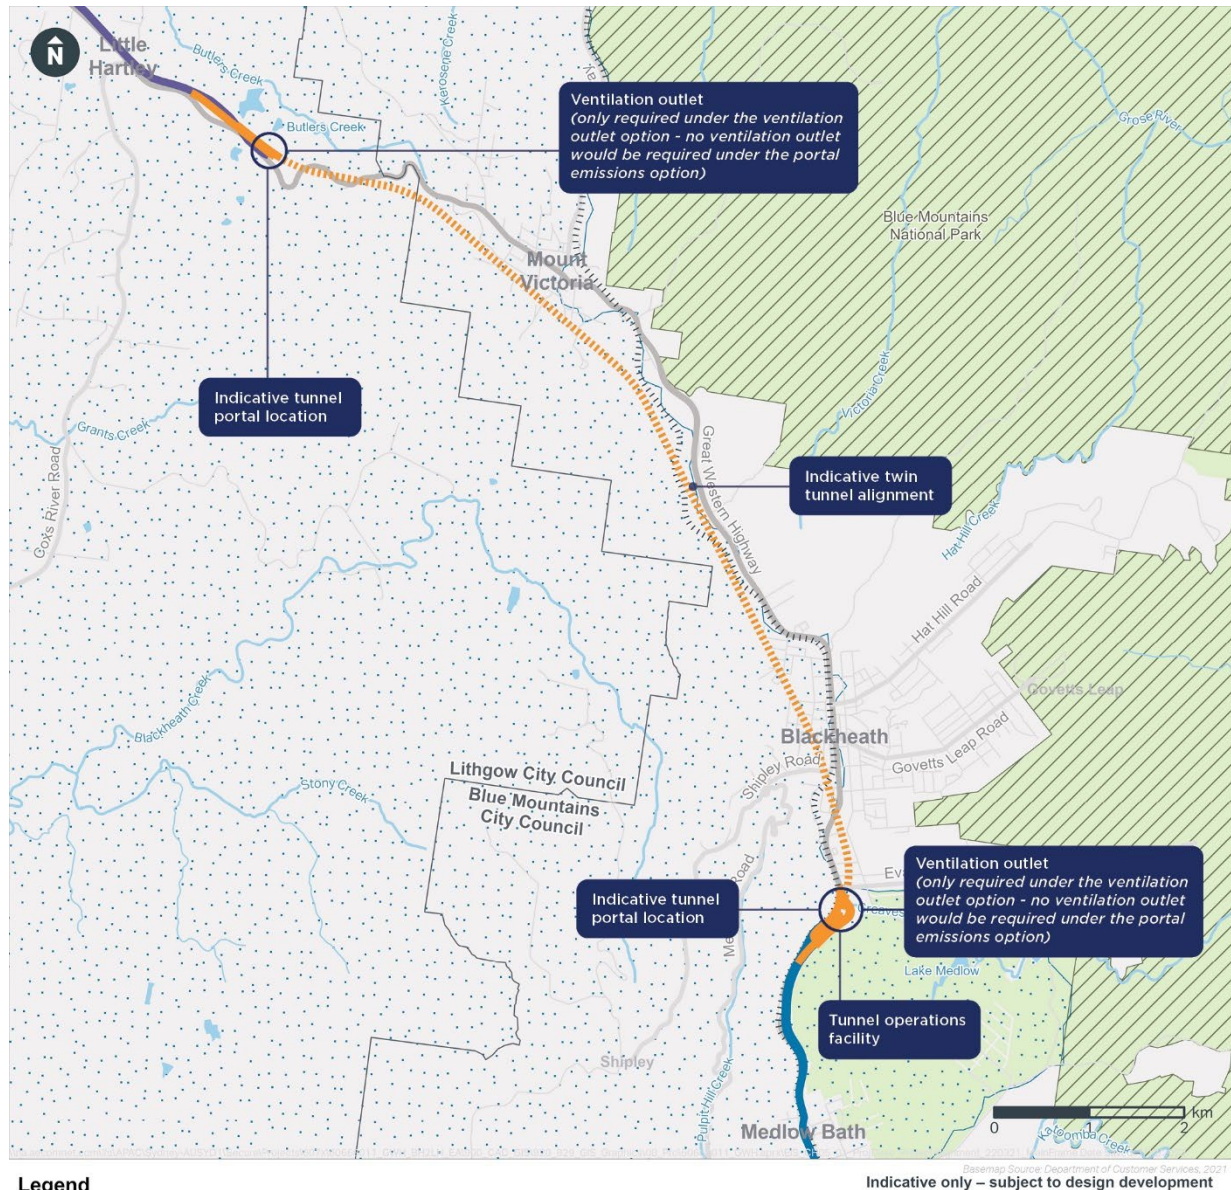 N
Little
Hartley
Butlers Creek
Kerosene Creek
Butlers Creek
Ventilation outlet
(only required under the ventilation
outlet option - no ventilation outlet
would be required under the portal
emissions option)
Grose River
Blue Mountains
National Park
Mount
Victoria
Indicative tunnel
portal location
Grants Creek
Coxs River Road
Victoria Creek
Great Western Highway
Indicative twin
tunnel alignment
Hat Hill Creek
Hat Hill Road
Govetts Leap
Blackheath Creek
Blackheath
Govetts Leap Road
Shipley Road
Lithgow City Council
Blue Mountains
City Council
Stony Creek
Indicative tunnel
portal location
Ventilation outlet
(only required under the ventilation
outlet option - no ventilation outlet
would be required under the portal
emissions option)
Lake Medlow
Tunnel operations
facility
Shipley
Pulpit Hill Creek
Medlow Bath
km
0 1 2
Basemap Source: Department of Customer Services, 2021
Legend
Indicative only – subject to design development